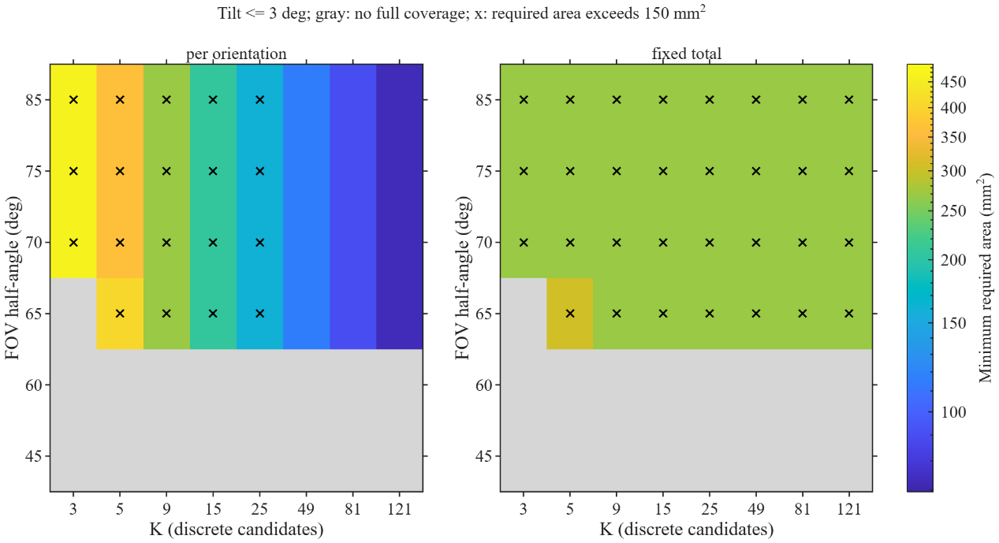 Tilt <= 3 deg; gray: no full coverage; x: required area exceeds 150 mm²
per orientation
FOV half-angle (deg)
85
75
70
65
60
45
3 5 9 15 25 49 81 121
K (discrete candidates)
fixed total
FOV half-angle (deg)
85
75
70
65
60
45
3 5 9 15 25 49 81 121
K (discrete candidates)
450
400
350
300
250
200
150
100
Minimum required area (mm²)